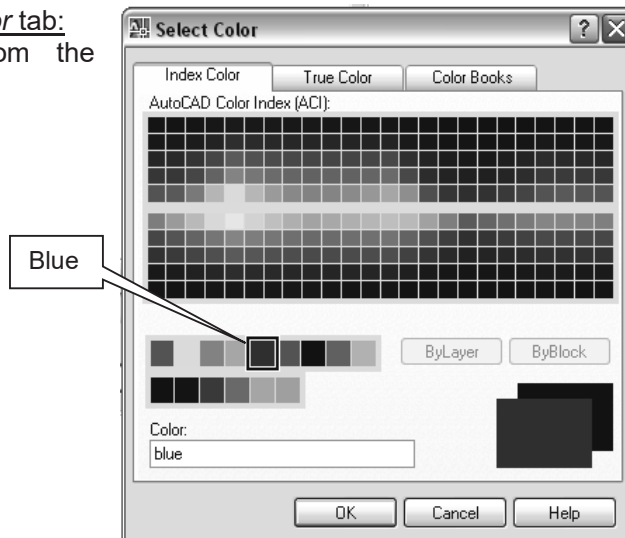 or tab:
om the
Select Color
Index Color
True Color
Color Books
AutoCAD Color Index (ACI):
Blue
ByLayer
ByBlock
Color:
blue
OK
Cancel
Help